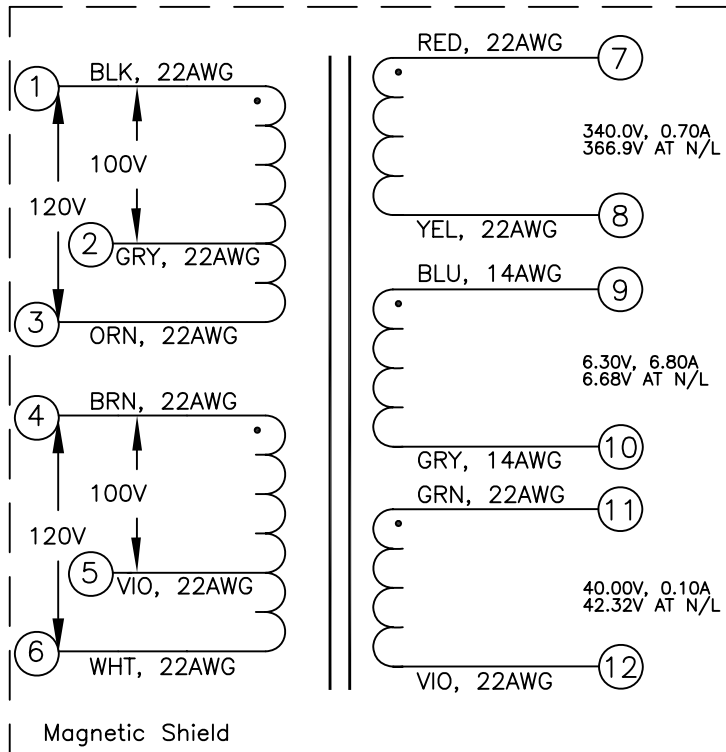 1
BLK, 22AWG
100V
120V
2
GRY, 22AWG
3
ORN, 22AWG
4
BRN, 22AWG
100V
120V
5
VIO, 22AWG
6
WHT, 22AWG
Magnetic Shield
RED, 22AWG
7
340.0V, 0.70A
366.9V AT N/L
8
YEL, 22AWG
BLU, 14AWG
9
6.30V, 6.80A
6.68V AT N/L
10
GRY, 14AWG
GRN, 22AWG
11
40.00V, 0.10A
42.32V AT N/L
12
VIO, 22AWG